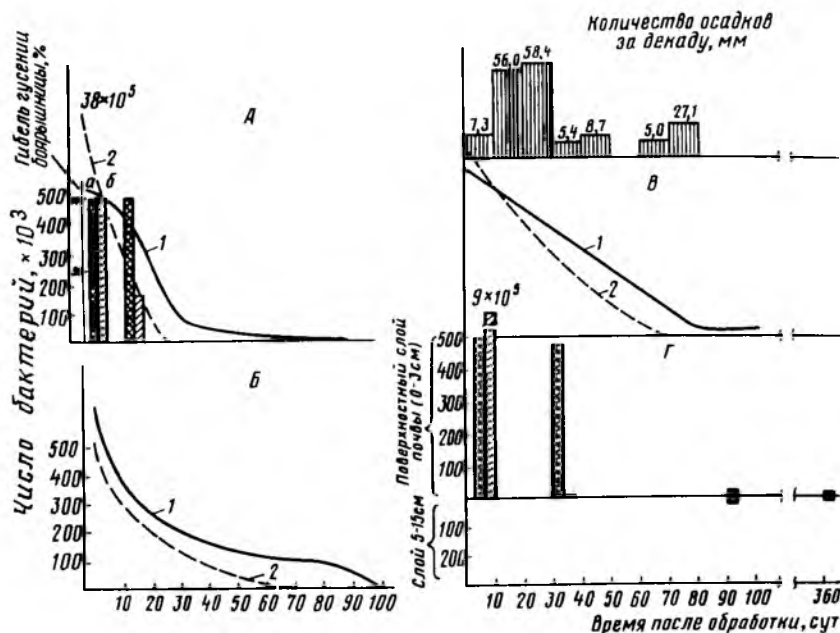 Количество осадков
за декаду, мм
56,0 58,4
7,3 5,4 8,7 5,0 27,1
Гибель гусениц
боярышницы, %
38×10⁵
А
2
а б
1
500
400
300
200
100
Число бактерий, ×10³
Б
500
400
300
200
100
1
2
10 20 30 40 50 60 70 80 90 100
В
1
2
9×10⁵
Г
Поверхностный слой
почвы (0-3см)
500
400
300
200
100
Слой 5-15см
100
200
10 20 30 40 50 60 70 80 90 100 360
Время после обработки, сут